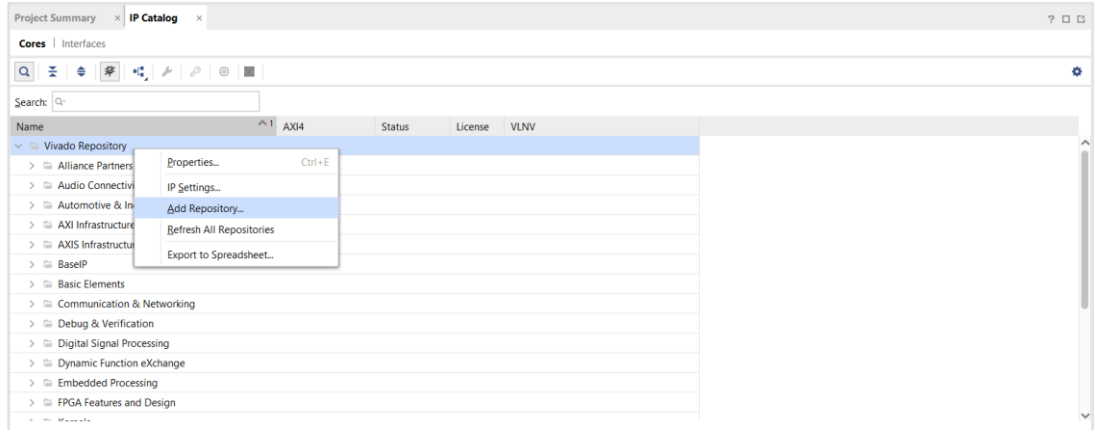 Project Summary × IP Catalog ×
?
Cores | Interfaces
Search: Q-
Name 1 AXI4 Status License VLNV
Vivado Repository
Properties... Ctrl+E
Alliance Partners
IP Settings...
Audio Connectivi
Add Repository...
Automotive & In
Refresh All Repositories
AXI Infrastructure
AXIS Infrastructu
Export to Spreadsheet...
BaseIP
Basic Elements
Communication & Networking
Debug & Verification
Digital Signal Processing
Dynamic Function eXchange
Embedded Processing
FPGA Features and Design